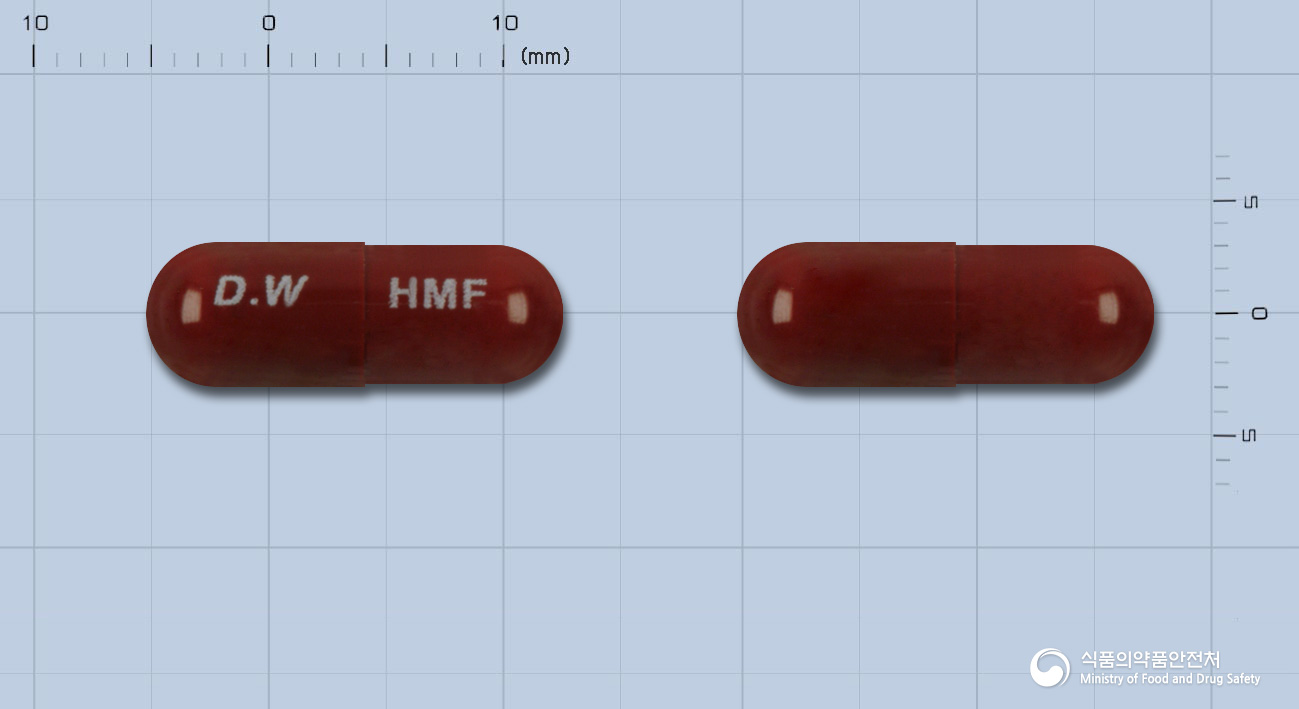 10 0 10
(mm)
D.W HMF
5
0
5
식품의약품안전처
Ministry of Food and Drug Safety